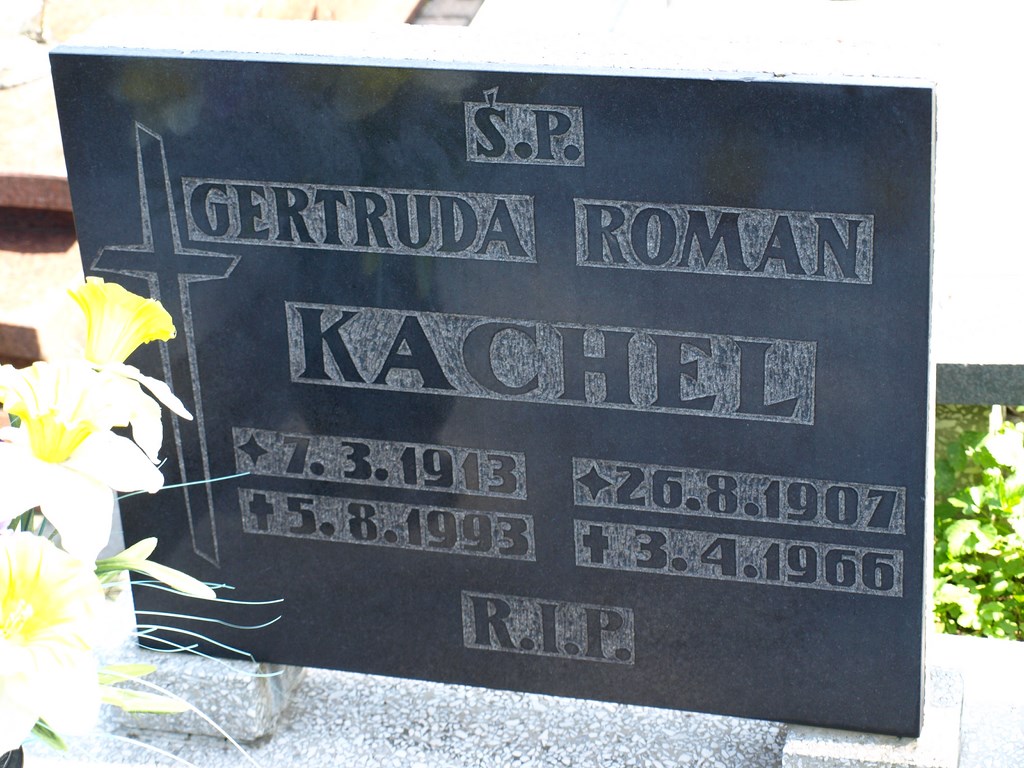 Ś.P.
GERTRUDA ROMAN
KACHEL
✦ 7.3.1913 ✦ 26.8.1907
✝ 5.8.1993 ✝ 3.4.1966
R.I.P.